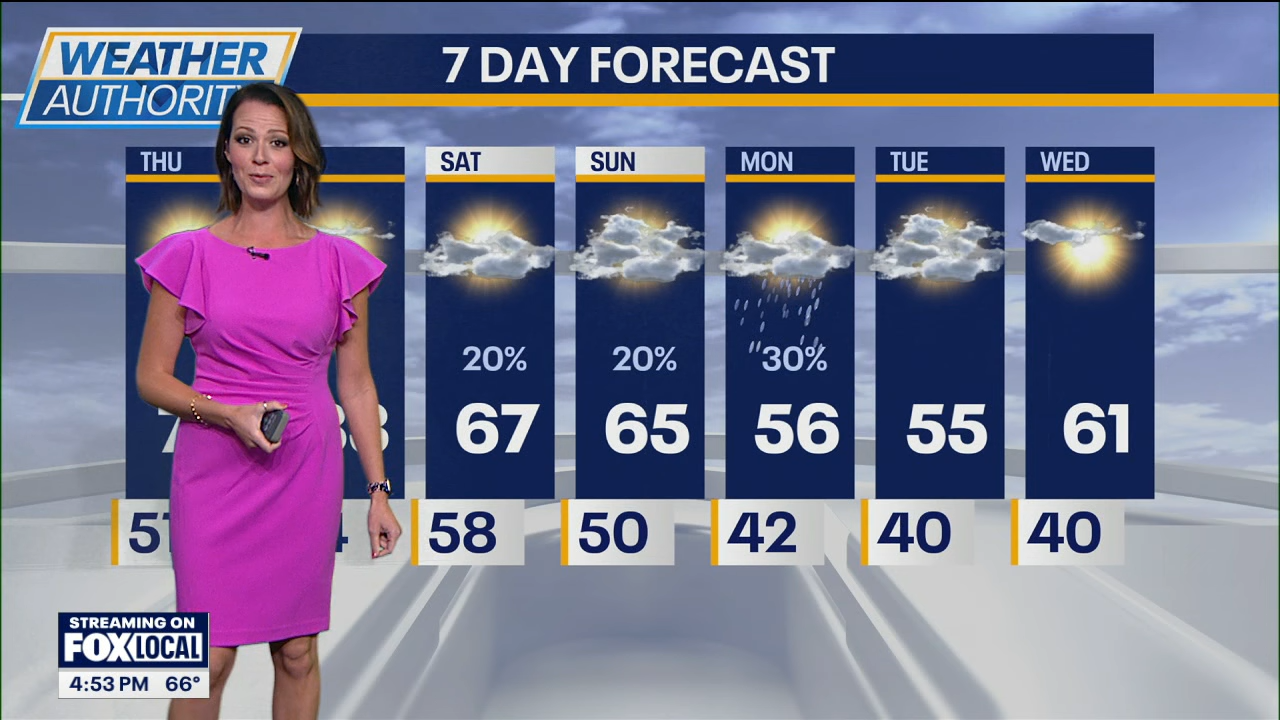 WEATHER
AUTHORITY
7 DAY FORECAST
THU
SAT
SUN
MON
TUE
WED
20%
20%
30%
67
65
56
55
61
58
50
42
40
40
STREAMING ON
FOX LOCAL
4:53 PM 66°